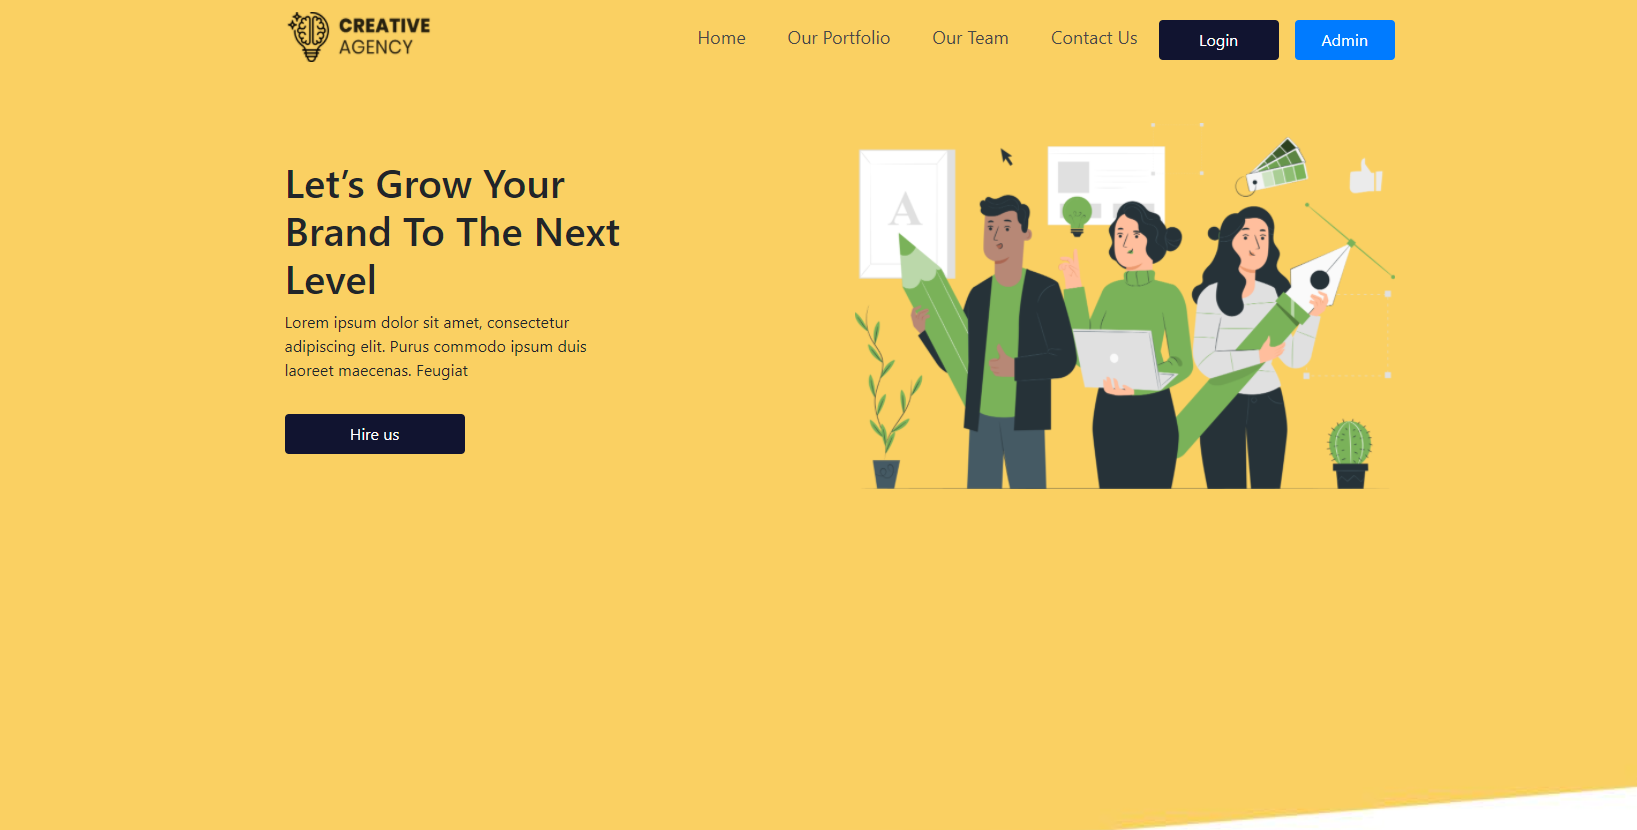 CREATIVE
AGENCY
Home Our Portfolio Our Team Contact Us Login Admin
Let’s Grow Your
Brand To The Next
Level
Lorem ipsum dolor sit amet, consectetur
adipiscing elit. Purus commodo ipsum duis
laoreet maecenas. Feugiat
Hire us
A